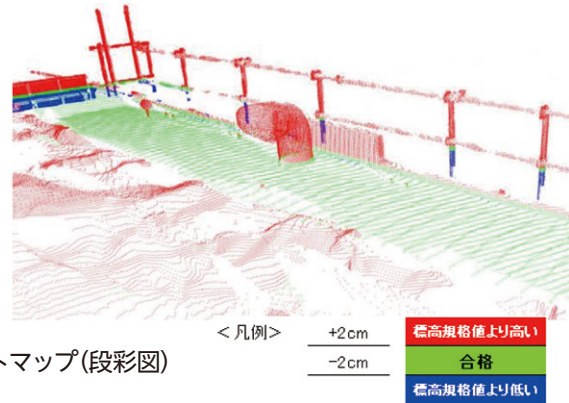 <凡例>
+2cm
標高規格値より高い
-2cm
合格
標高規格値より低い
トマップ(段彩図)